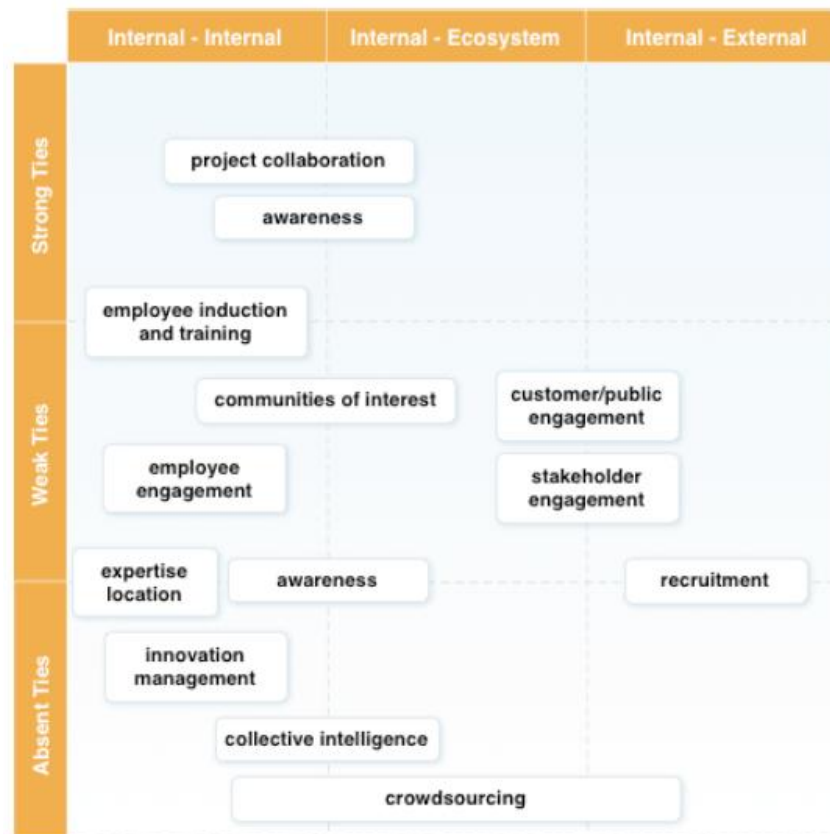 Internal - Internal
Internal - Ecosystem
Internal - External
Strong Ties
project collaboration
awareness
employee induction
and training
Weak Ties
communities of interest
customer/public
engagement
employee
engagement
stakeholder
engagement
expertise
location
awareness
recruitment
Absent Ties
innovation
management
collective intelligence
crowdsourcing